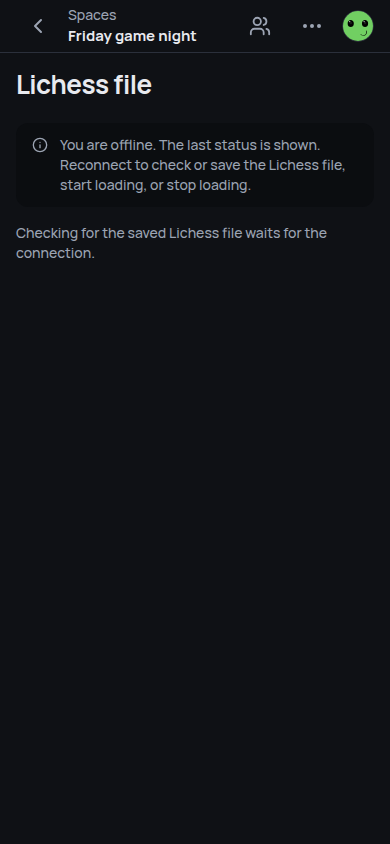 Spaces
Friday game night
Lichess file
You are offline. The last status is shown.
Reconnect to check or save the Lichess file,
start loading, or stop loading.
Checking for the saved Lichess file waits for the
connection.